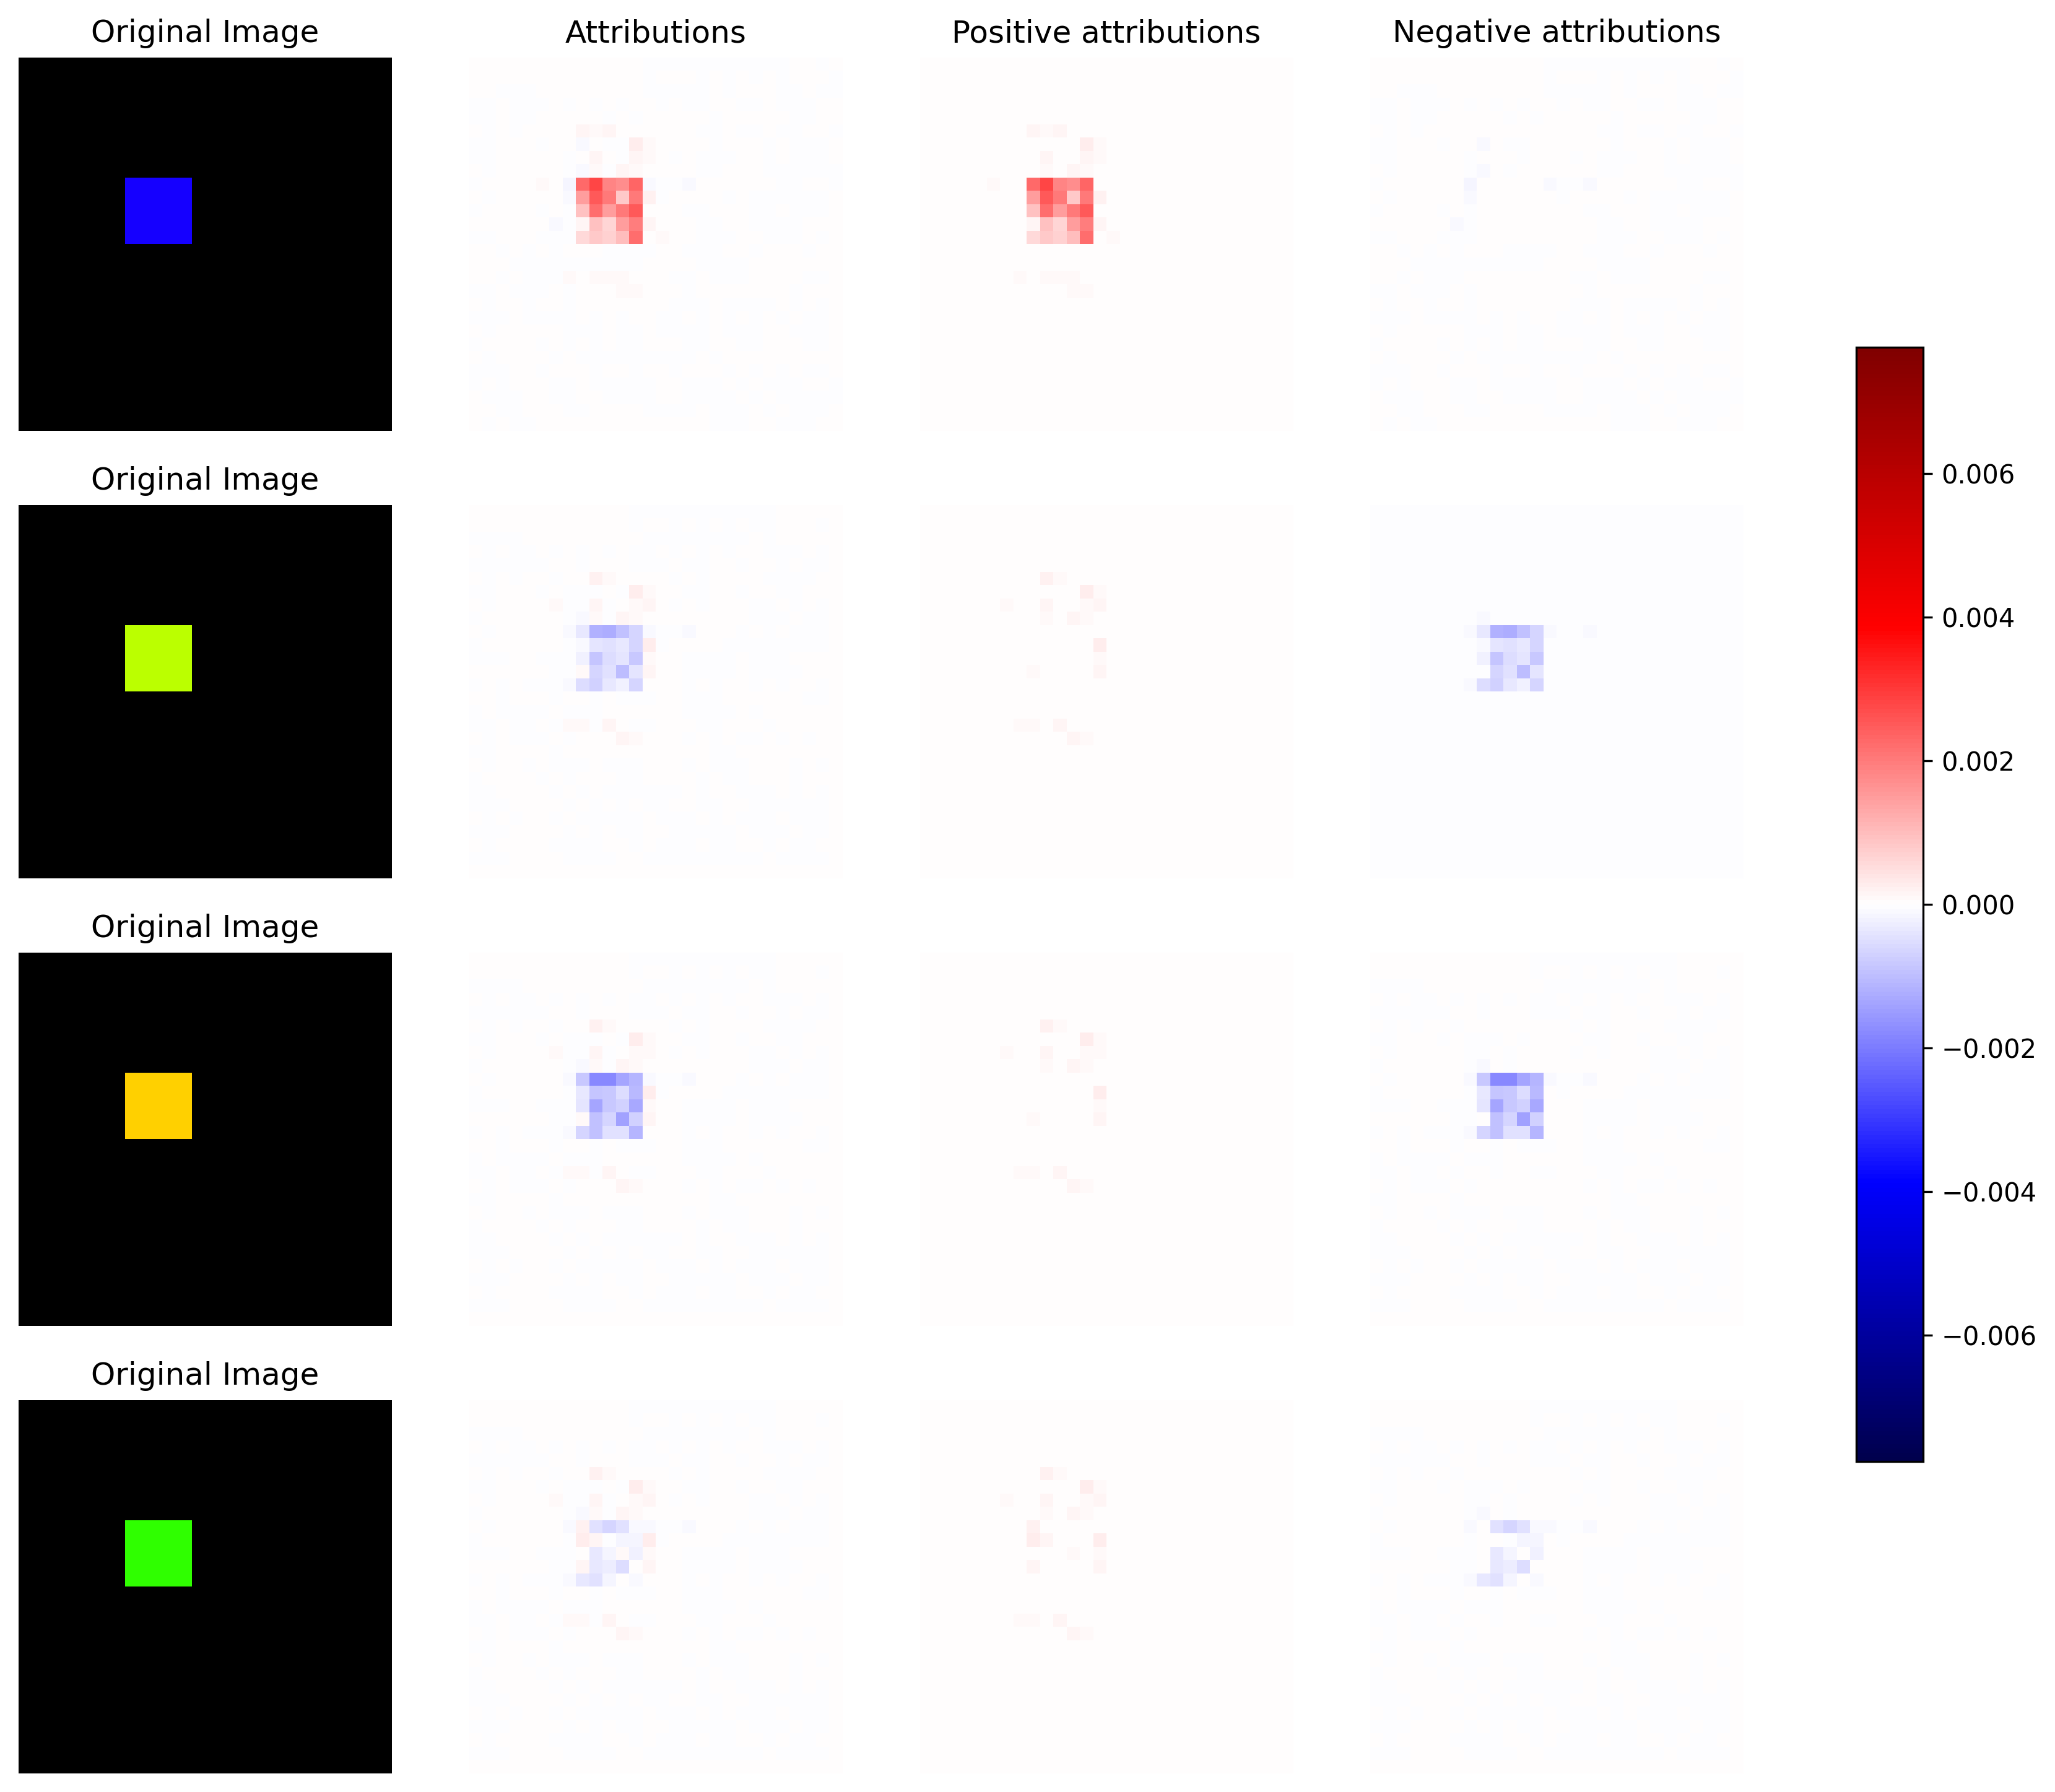 Original Image
Attributions
Positive attributions
Negative attributions
Original Image
Original Image
Original Image
0.006
0.004
0.002
0.000
−0.002
−0.004
−0.006